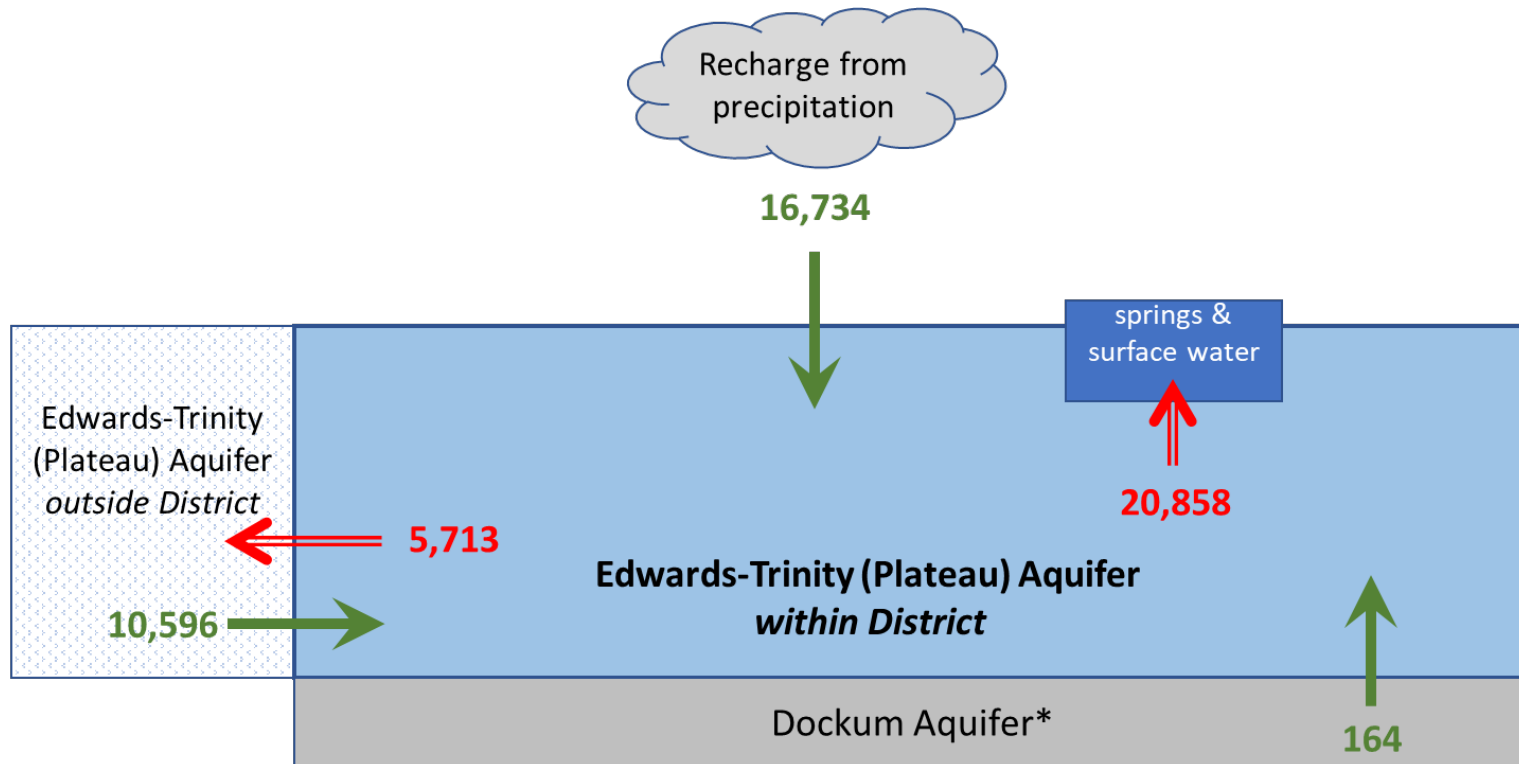 Recharge from
precipitation
16,734
springs &
surface water
Edwards-Trinity
(Plateau) Aquifer
outside District
20,858
5,713
Edwards-Trinity (Plateau) Aquifer
within District
10,596
Dockum Aquifer*
164